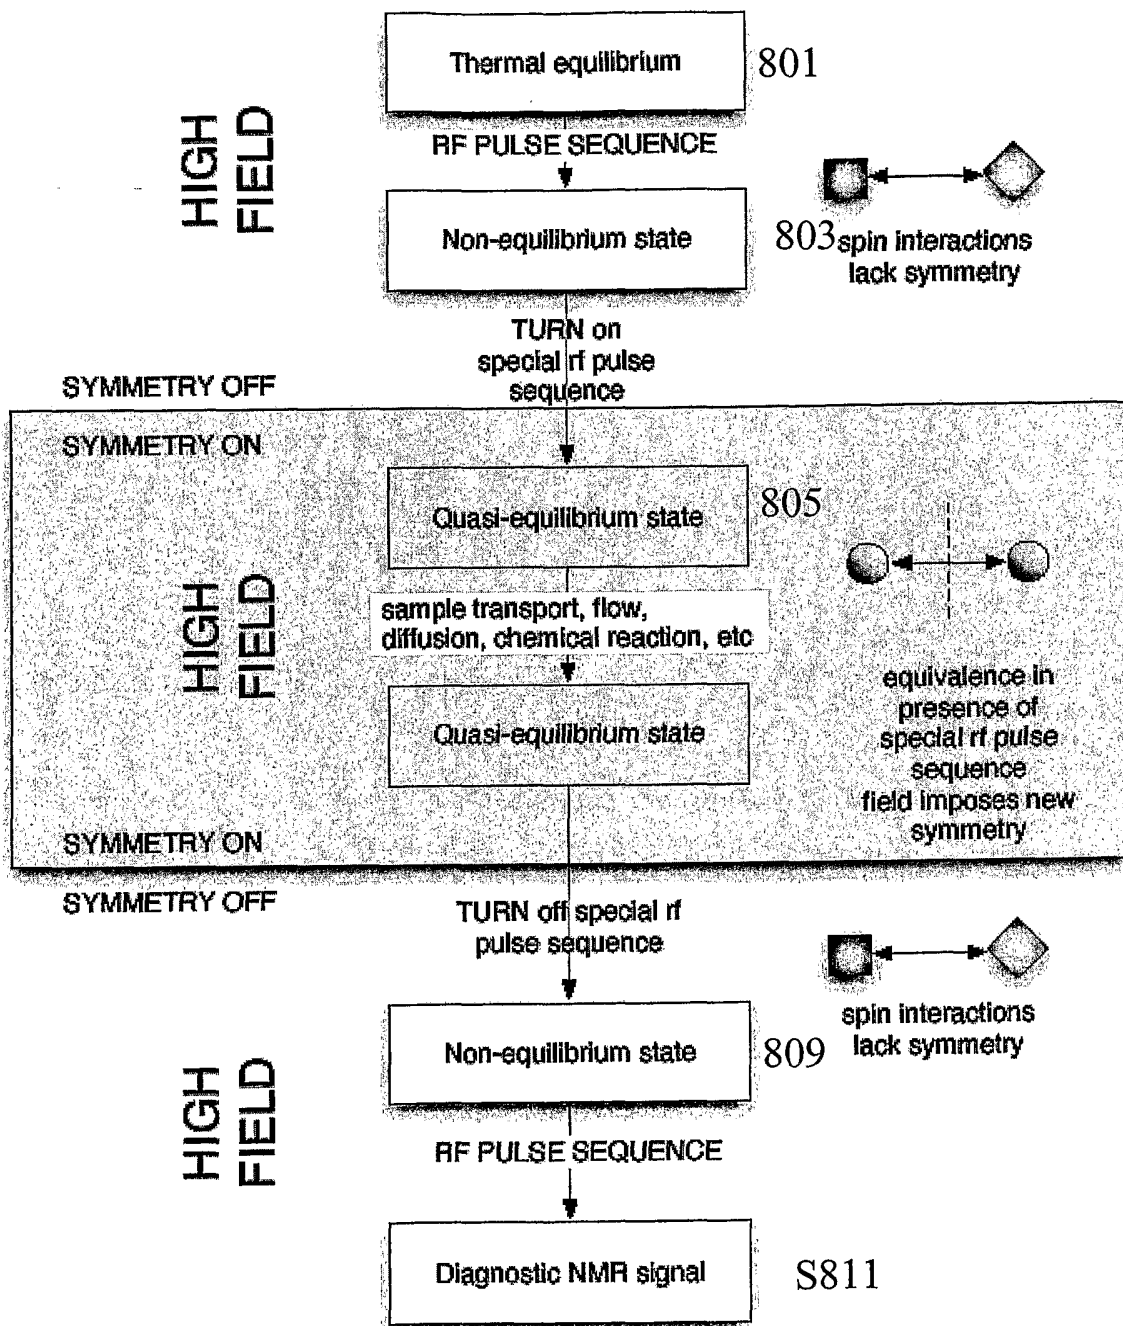 Thermal equilibrium
801
HIGH
FIELD
RF PULSE SEQUENCE
Non-equilibrium state
803
spin interactions
lack symmetry
TURN on
special rf pulse
sequence
SYMMETRY OFF
SYMMETRY ON
Quasi-equilibrium state
805
HIGH
FIELD
sample transport, flow,
diffusion, chemical reaction, etc
Quasi-equilibrium state
equivalence in
presence of
special rf pulse
sequence
field imposes new
symmetry
SYMMETRY ON
SYMMETRY OFF
TURN off special rf
pulse sequence
Non-equilibrium state
809
spin interactions
lack symmetry
HIGH
FIELD
RF PULSE SEQUENCE
Diagnostic NMR signal
S811